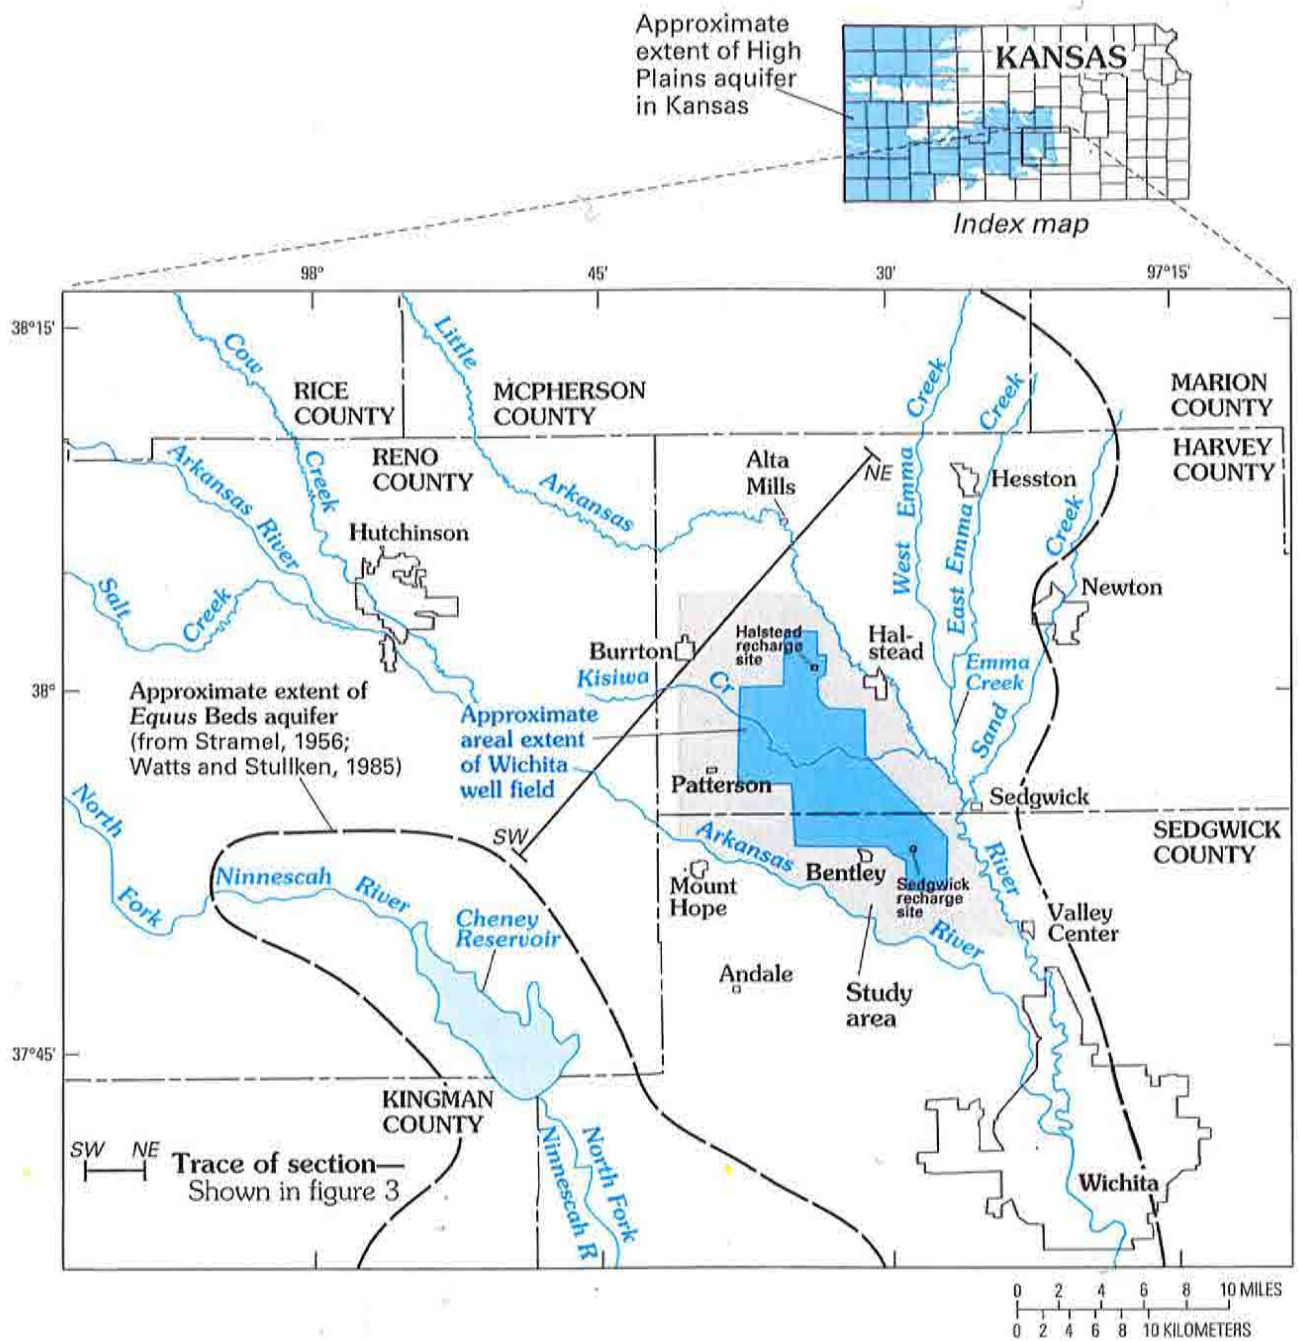 Approximate
extent of High
Plains aquifer
in Kansas
KANSAS
Index map
98°
45'
30'
97°15'
38°15'
38°
37°45'
Cow
Creek
Little
Arkansas
RICE
COUNTY
MCPHERSON
COUNTY
MARION
COUNTY
HARVEY
COUNTY
RENO
COUNTY
Arkansas River
Hutchinson
Salt
Creek
Alta
Mills
NE
West Emma
Creek
East Emma
Creek
Hesston
Creek
Newton
Burrton
Halstead
recharge
site
Hal-
stead
Emma
Creek
Sand
Kisiwa
Cr
Approximate extent of
Equus Beds aquifer
(from Stramel, 1956;
Watts and Stullken, 1985)
Approximate
areal extent
of Wichita
well field
Patterson
Sedgwick
SEDGWICK
COUNTY
North
Fork
Ninnescah
River
SW
Arkansas
River
Mount
Hope
Bentley
Sedgwick
recharge
site
River
Valley
Center
Cheney
Reservoir
Andale
Study
area
KINGMAN
COUNTY
North Fork
Ninnescah R
Wichita
SW NE
Trace of section—
Shown in figure 3
0 2 4 6 8 10 MILES
0 2 4 6 8 10 KILOMETERS